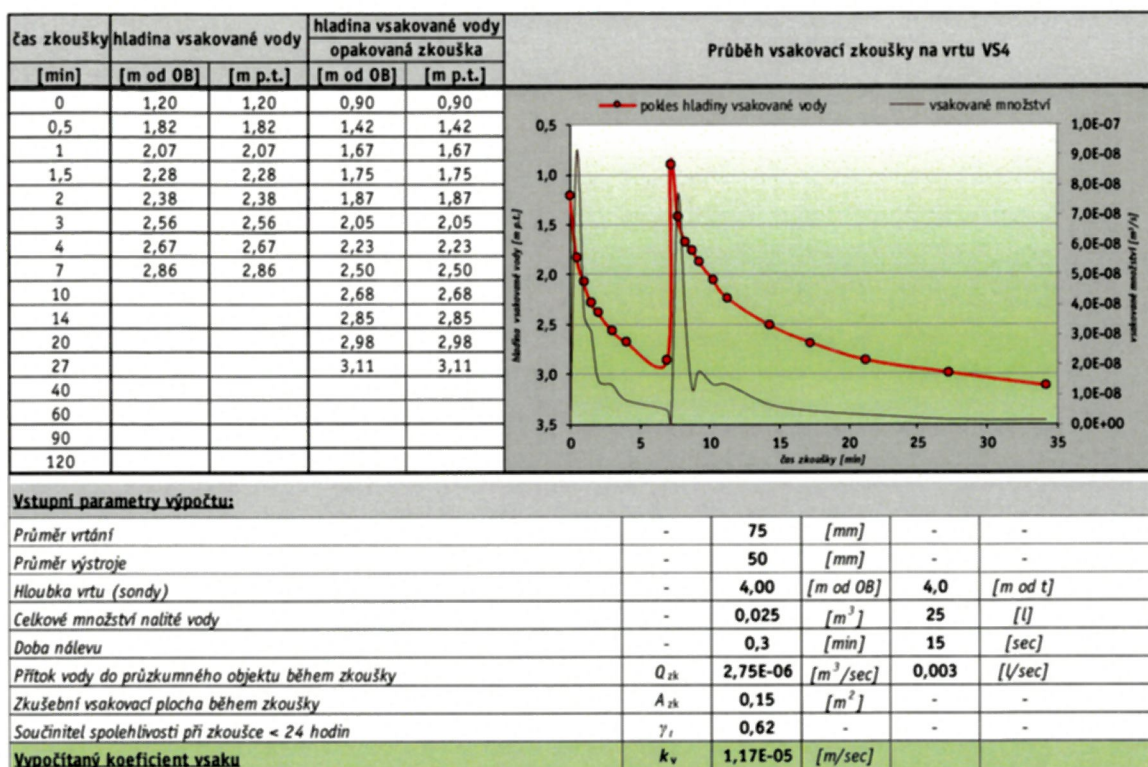 čas zkoušky hladina vsakované vody hladina vsakované vody
opakovaná zkouška
Průběh vsakovací zkoušky na vrtu VS4
[min] [m od OB] [m p.t.] [m od OB] [m p.t.]
0 1,20 1,20 0,90 0,90
0,5 1,82 1,82 1,42 1,42
1 2,07 2,07 1,67 1,67
1,5 2,28 2,28 1,75 1,75
2 2,38 2,38 1,87 1,87
3 2,56 2,56 2,05 2,05
4 2,67 2,67 2,23 2,23
7 2,86 2,86 2,50 2,50
10 2,68 2,68
14 2,85 2,85
20 2,98 2,98
27 3,11 3,11
40
60
90
120
pokles hladiny vsakované vody vsakované množství
0,5
1,0
1,5
2,0
2,5
3,0
3,5
hladina vsakované vody [m p.t.]
1,0E-07
9,0E-08
8,0E-08
7,0E-08
6,0E-08
5,0E-08
4,0E-08
3,0E-08
2,0E-08
1,0E-08
0,0E+00
vsakované množství [m³/s]
0 5 10 15 20 25 30 35
čas zkoušky [min]
Vstupní parametry výpočtu:
Průměr vrtání - 75 [mm] - -
Průměr výstroje - 50 [mm] - -
Hloubka vrtu (sondy) - 4,00 [m od OB] 4,0 [m od t]
Celkové množství nalité vody - 0,025 [m³] 25 [l]
Doba nálevu - 0,3 [min] 15 [sec]
Přítok vody do průzkumného objektu během zkoušky Q zk 2,75E-06 [m³/sec] 0,003 [l/sec]
Zkušební vsakovací plocha během zkoušky A zk 0,15 [m²] - -
Součinitel spolehlivosti při zkoušce < 24 hodin γ t 0,62 - - -
Vypočítaný koeficient vsaku k v 1,17E-05 [m/sec]